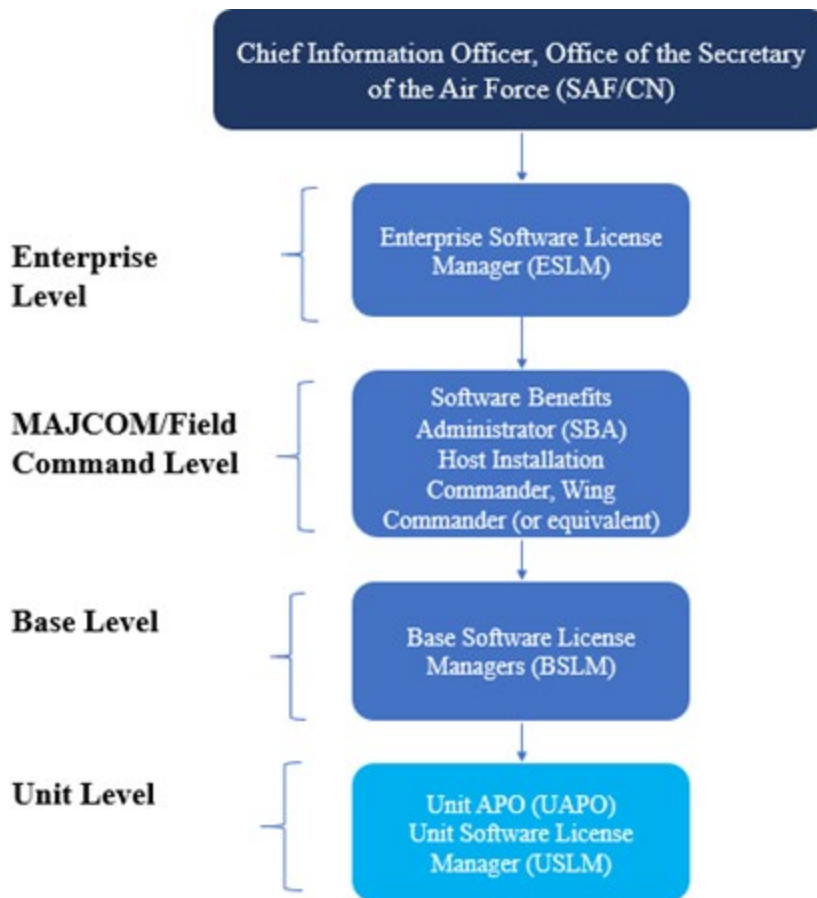 Chief Information Officer, Office of the Secretary
of the Air Force (SAF/CN)
Enterprise
Level
Enterprise Software License
Manager (ESLM)
MAJCOM/Field
Command Level
Software Benefits
Administrator (SBA)
Host Installation
Commander, Wing
Commander (or equivalent)
Base Level
Base Software License
Managers (BSLM)
Unit Level
Unit APO (UAPO)
Unit Software License
Manager (USLM)